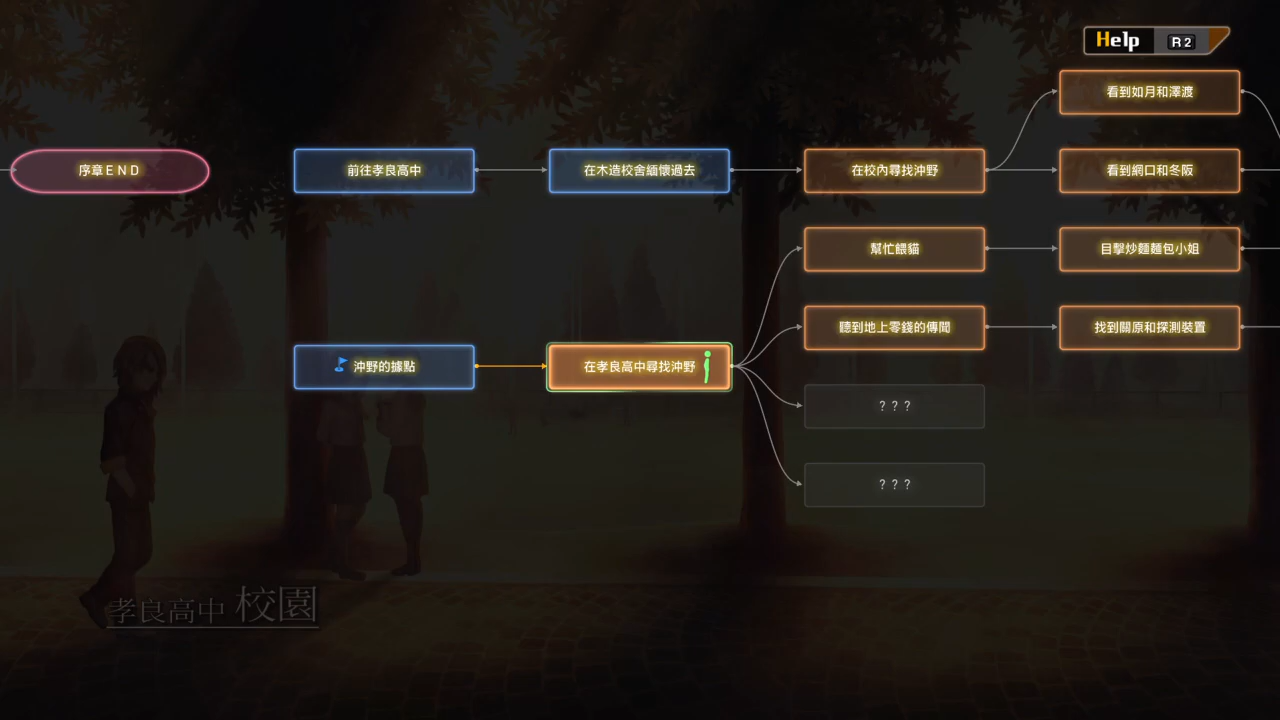 Help R2
看到如月和澤渡
序章END
前往孝良高中
在木造校舍緬懷過去
在校內尋找沖野
看到網口和冬阪
幫忙餵貓
目擊炒麵麵包小姐
聽到地上零錢的傳聞
找到關原和探測裝置
沖野的據點
在孝良高中尋找沖野
???
???
孝良高中 校園